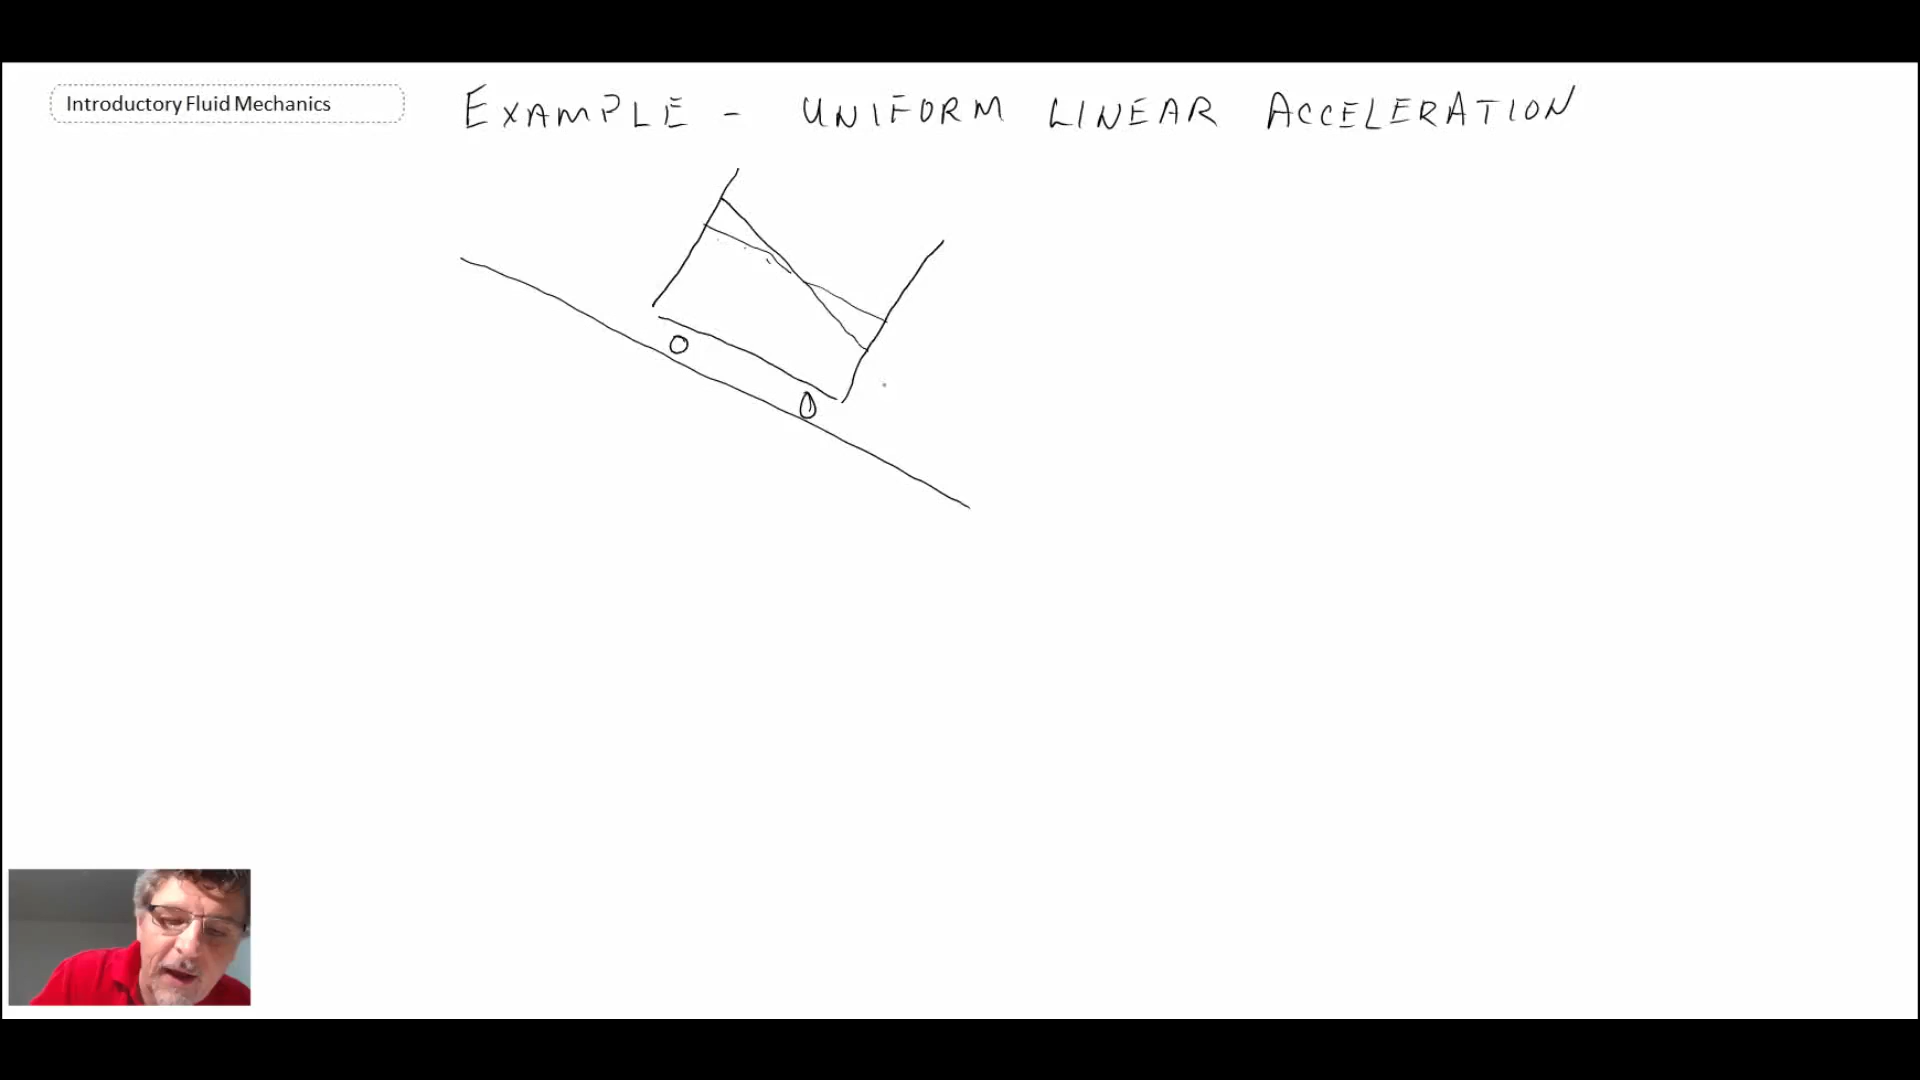 Introductory Fluid Mechanics
EXAMPLE - UNIFORM LINEAR ACCELERATION